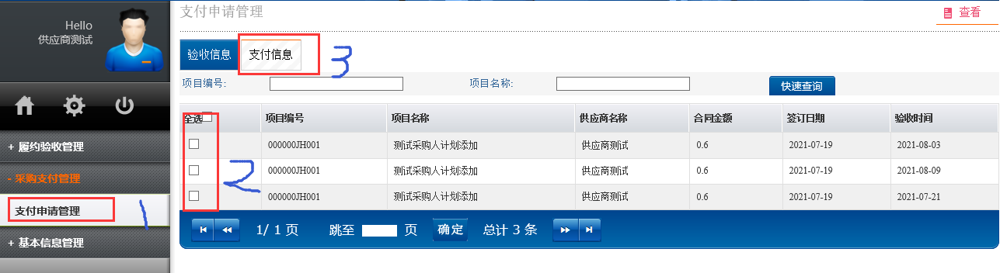 Hello
供应商测试
+ 履约验收管理
- 采购支付管理
支付申请管理
1
+ 基本信息管理
支付申请管理
查看
验收信息 支付信息
3
项目编号: 项目名称: 快速查询
全选 项目编号 项目名称 供应商名称 合同金额 签订日期 验收时间
000000JH001 测试采购人计划添加 供应商测试 0.6 2021-07-19 2021-08-03
000000JH001 测试采购人计划添加 供应商测试 0.6 2021-07-19 2021-08-09
2
000000JH001 测试采购人计划添加 供应商测试 0.6 2021-07-19 2021-07-21
1/ 1 页 跳至 页 确定 总计 3 条